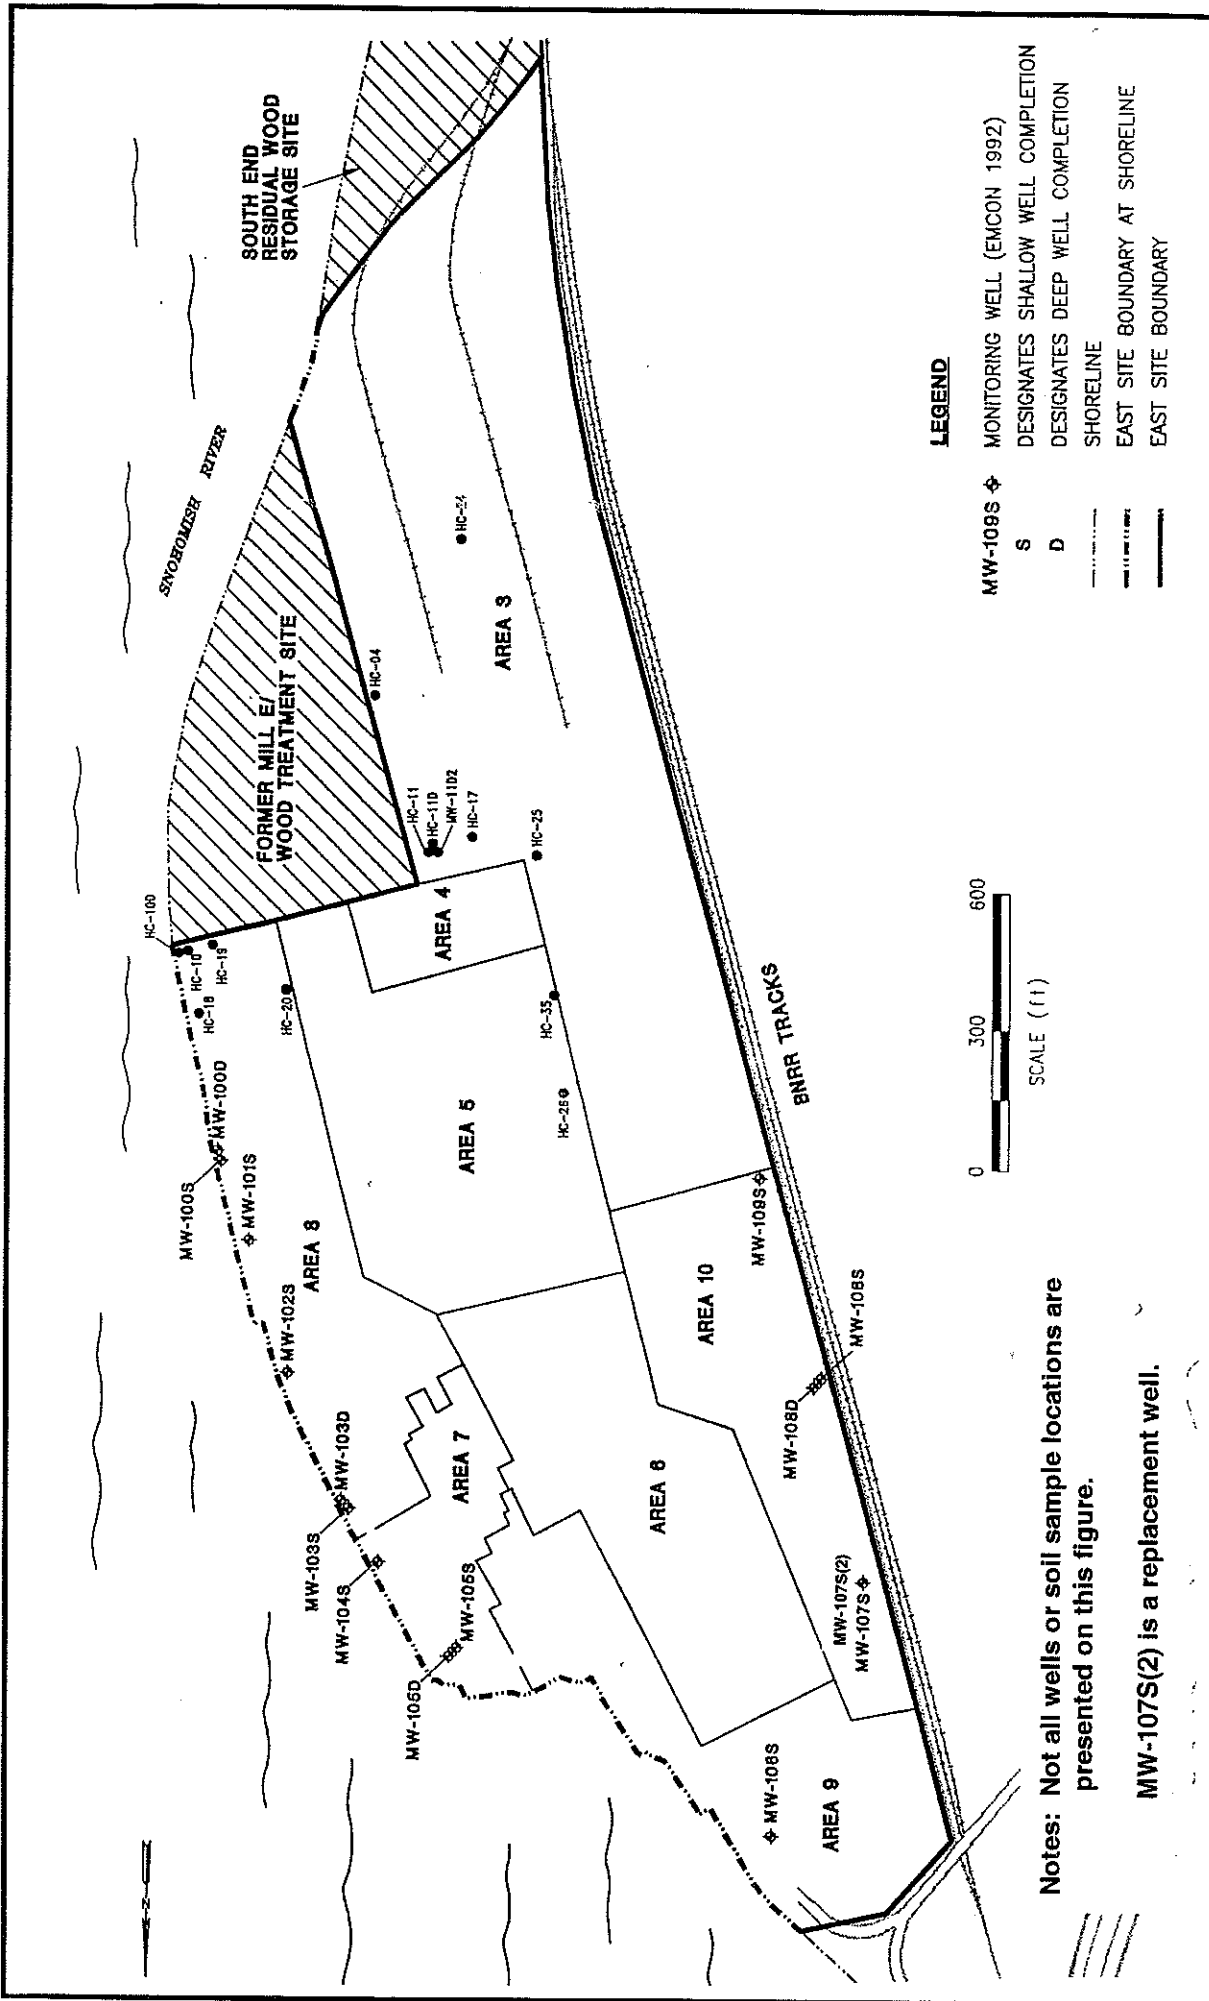 SOUTH END
RESIDUAL WOOD
STORAGE SITE
SNOHOMISH RIVER
FORMER MILL E/
WOOD TREATMENT SITE
HC-04
HC-24
AREA 3
HC-11
HC-11D
MW-11D2
HC-17
HC-25
AREA 4
HC-10D
HC-10
HC-19
HC-18
HC-20
HC-35
HC-26
AREA 5
MW-100S
MW-100D
MW-101S
AREA 8
MW-102S
MW-103D
MW-103S
MW-104S
AREA 7
MW-105S
MW-105D
AREA 6
AREA 10
MW-109S
BNRR TRACKS
MW-108S
MW-108D
MW-107S(2)
MW-107S
MW-106S
AREA 9
N
0 300 600
SCALE (ft)
LEGEND
MW-109S MONITORING WELL (EMCON 1992)
S DESIGNATES SHALLOW WELL COMPLETION
D DESIGNATES DEEP WELL COMPLETION
SHORELINE
EAST SITE BOUNDARY AT SHORELINE
EAST SITE BOUNDARY
Notes: Not all wells or soil sample locations are
presented on this figure.
MW-107S(2) is a replacement well.